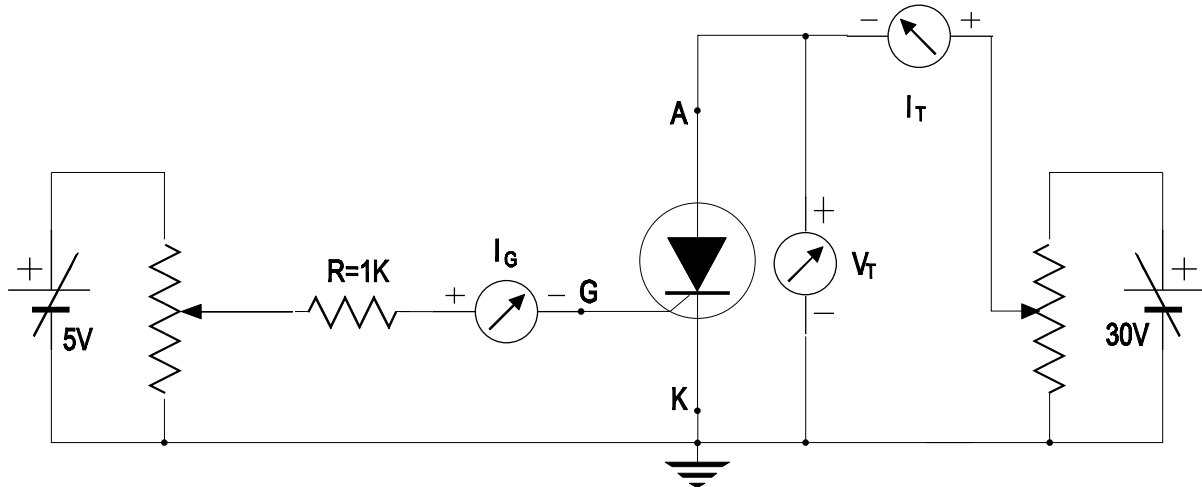 − +
I_T
A
+
I_G
R=1K
+ − G
+
V_T
+
5V
−
30V
K